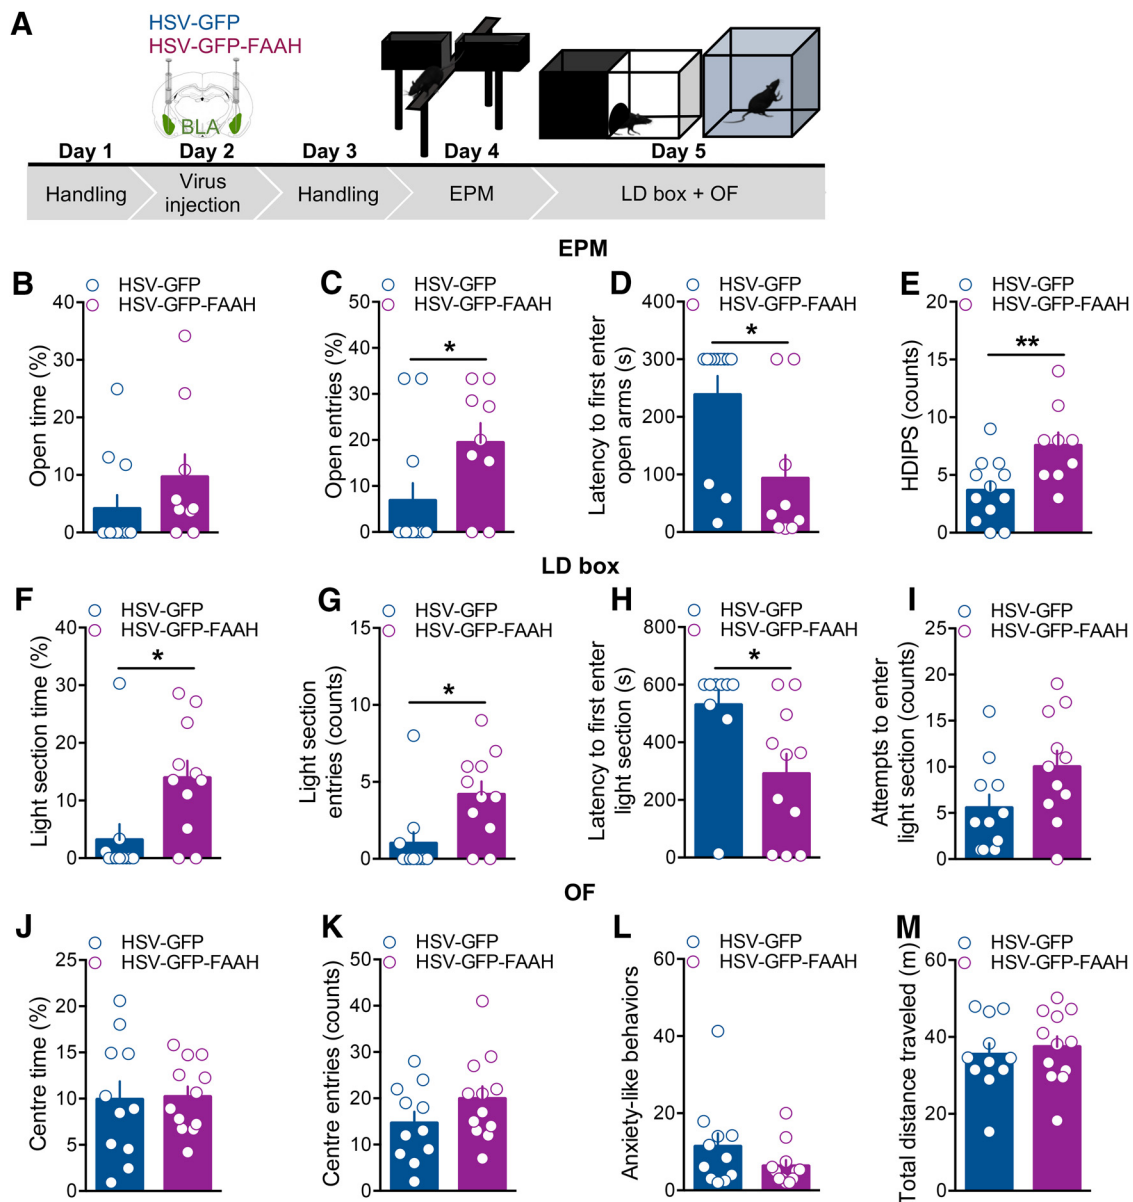 A
HSV-GFP
HSV-GFP-FAAH
BLA
Day 1 Day 2 Day 3 Day 4 Day 5
Handling
Virus
injection
Handling
EPM
LD box + OF
EPM
B
HSV-GFP
HSV-GFP-FAAH
Open time (%)
40
30
20
10
0
C
HSV-GFP
HSV-GFP-FAAH
Open entries (%)
50
40
30
20
10
0
*
D
HSV-GFP
HSV-GFP-FAAH
Latency to first enter
open arms (s)
400
300
200
100
0
*
E
HSV-GFP
HSV-GFP-FAAH
HDIPS (counts)
20
15
10
5
0
**
LD box
F
HSV-GFP
HSV-GFP-FAAH
Light section time (%)
40
30
20
10
0
*
G
HSV-GFP
HSV-GFP-FAAH
Light section
entries (counts)
15
10
5
0
*
H
HSV-GFP
HSV-GFP-FAAH
Latency to first enter
light section (s)
800
600
400
200
0
*
I
HSV-GFP
HSV-GFP-FAAH
Attempts to enter
light section (counts)
25
20
15
10
5
0
OF
J
HSV-GFP
HSV-GFP-FAAH
Centre time (%)
25
20
15
10
5
0
K
HSV-GFP
HSV-GFP-FAAH
Centre entries (counts)
50
40
30
20
10
0
L
HSV-GFP
HSV-GFP-FAAH
Anxiety-like behaviors
60
40
20
0
M
HSV-GFP
HSV-GFP-FAAH
Total distance traveled (m)
60
40
20
0